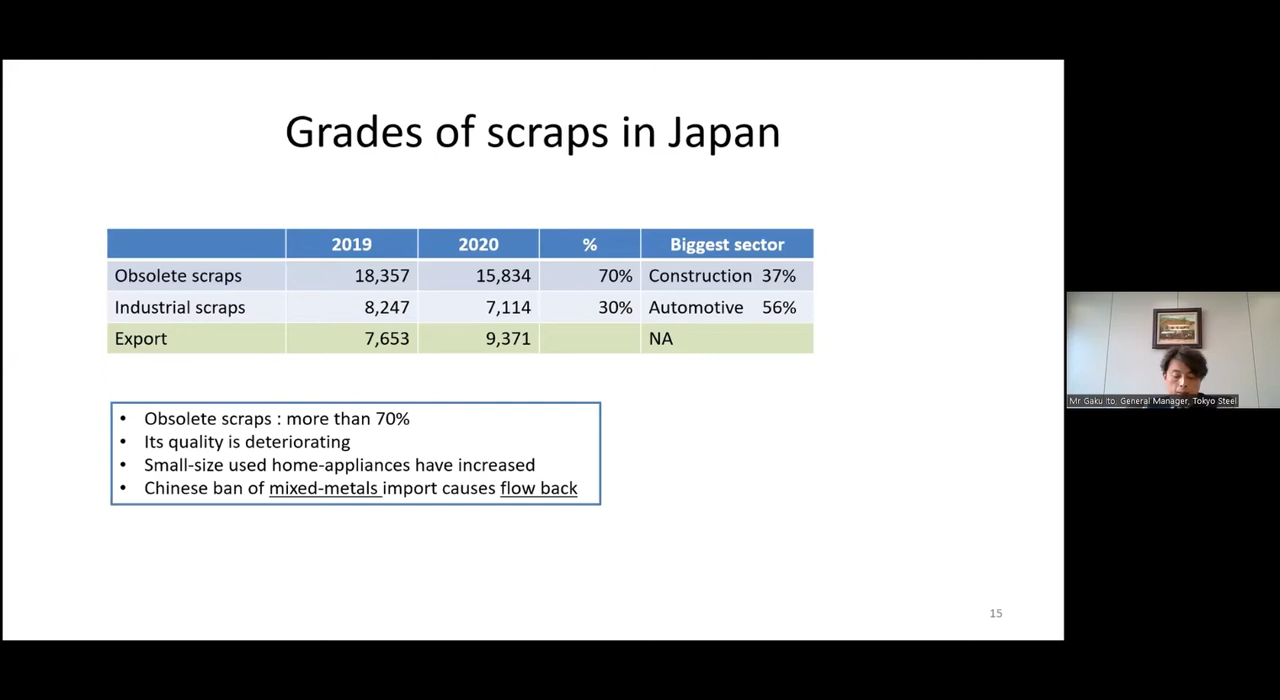 Grades of scraps in Japan
2019 2020 % Biggest sector
Obsolete scraps 18,357 15,834 70% Construction 37%
Industrial scraps 8,247 7,114 30% Automotive 56%
Export 7,653 9,371 NA
• Obsolete scraps : more than 70%
• Its quality is deteriorating
• Small-size used home-appliances have increased
• Chinese ban of mixed-metals import causes flow back
15
Mr Gaku Ito, General Manager, Tokyo Steel